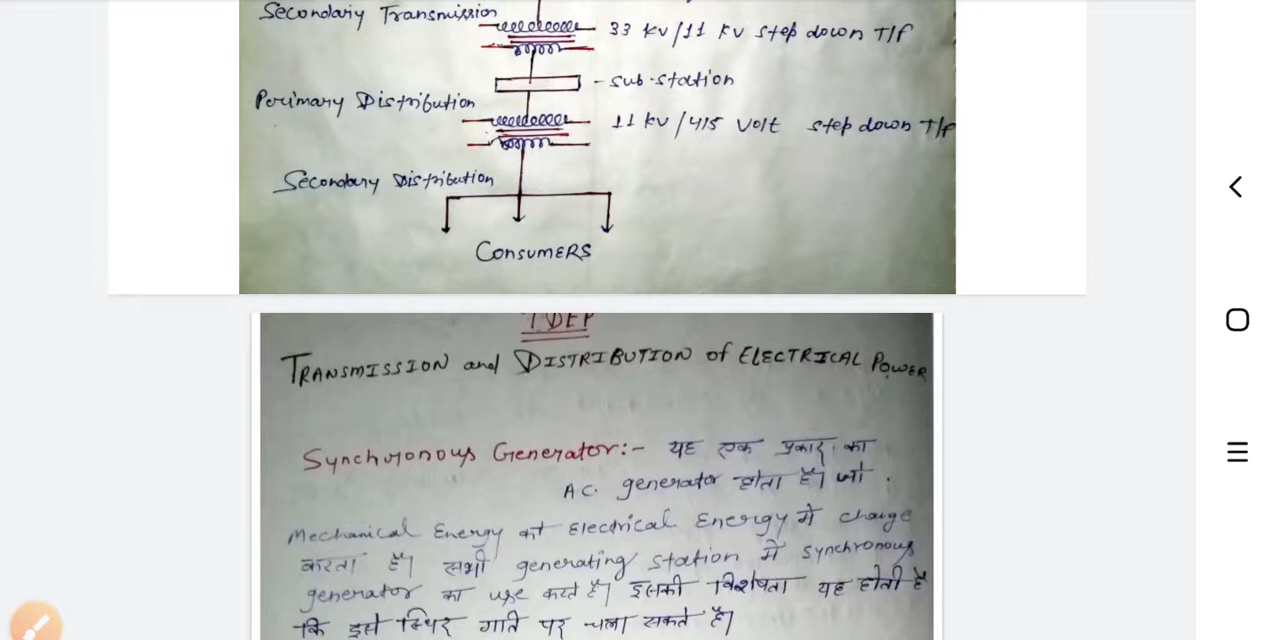 Secondary Transmission
33 KV/11 KV Step down T/f
- Sub-station
Primary Distribution
11 KV/415 Volt Step down T/f
Secondary Distribution
CONSUMERS
TDEP
TRANSMISSION and DISTRIBUTION of ELECTRICAL POWER
Synchronous Generator:- यह एक प्रकार का
A.C. generator होता है। जो
Mechanical Energy को Electrical Energy में change
करता है। सभी generating station में synchronous
generator का use करते हैं। इसकी विशेषता यह होती है
कि इसे स्थिर गति पर चला सकते है।